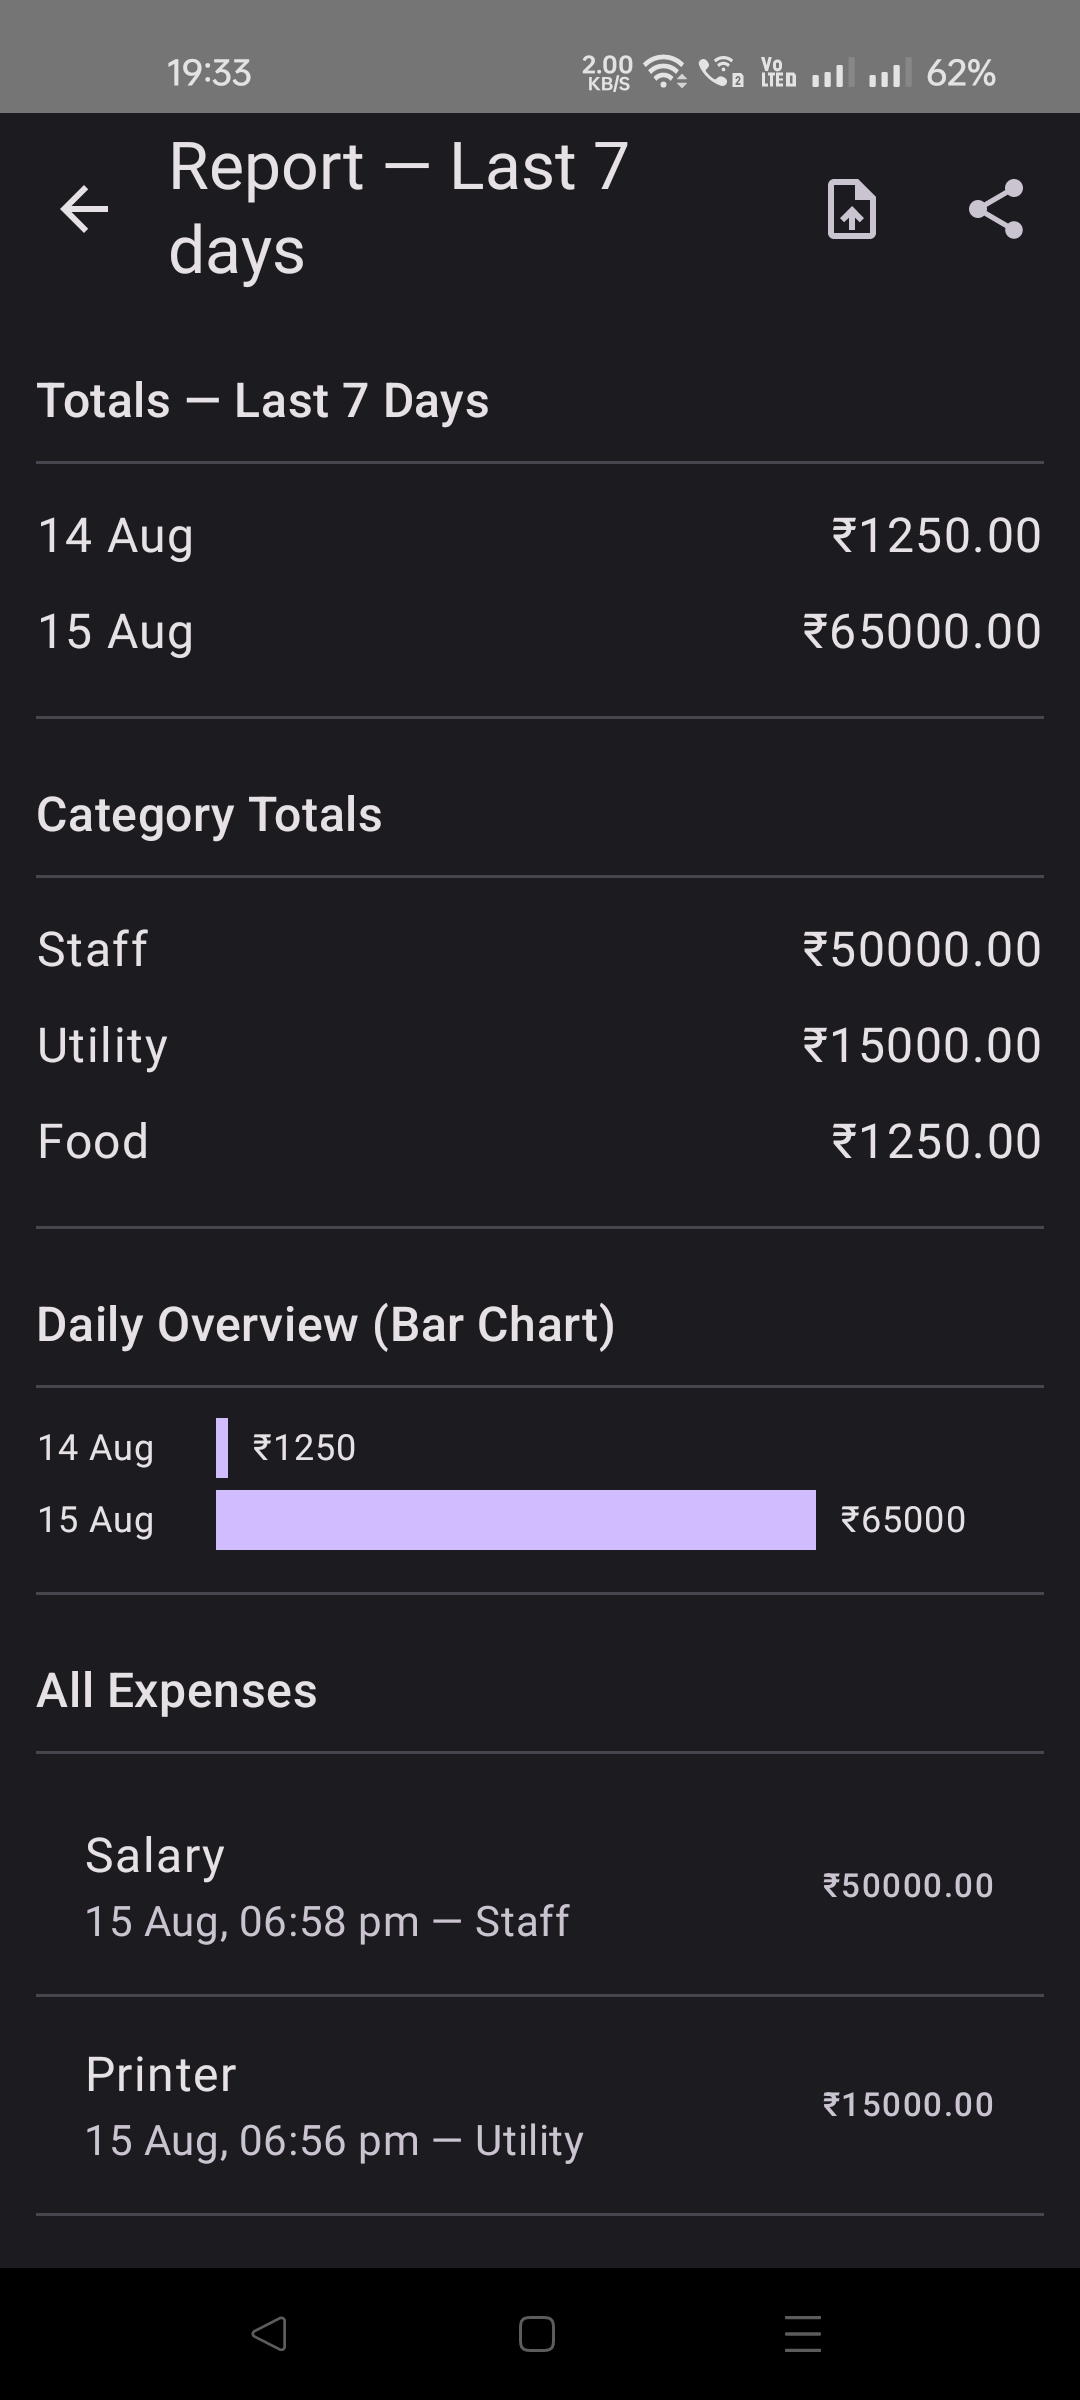 19:33
2.00
KB/S
Vo
LTE
2
62%
Report — Last 7
days
Totals — Last 7 Days
14 Aug ₹1250.00
15 Aug ₹65000.00
Category Totals
Staff ₹50000.00
Utility ₹15000.00
Food ₹1250.00
Daily Overview (Bar Chart)
14 Aug ₹1250
15 Aug ₹65000
All Expenses
Salary
15 Aug, 06:58 pm — Staff
₹50000.00
Printer
15 Aug, 06:56 pm — Utility
₹15000.00